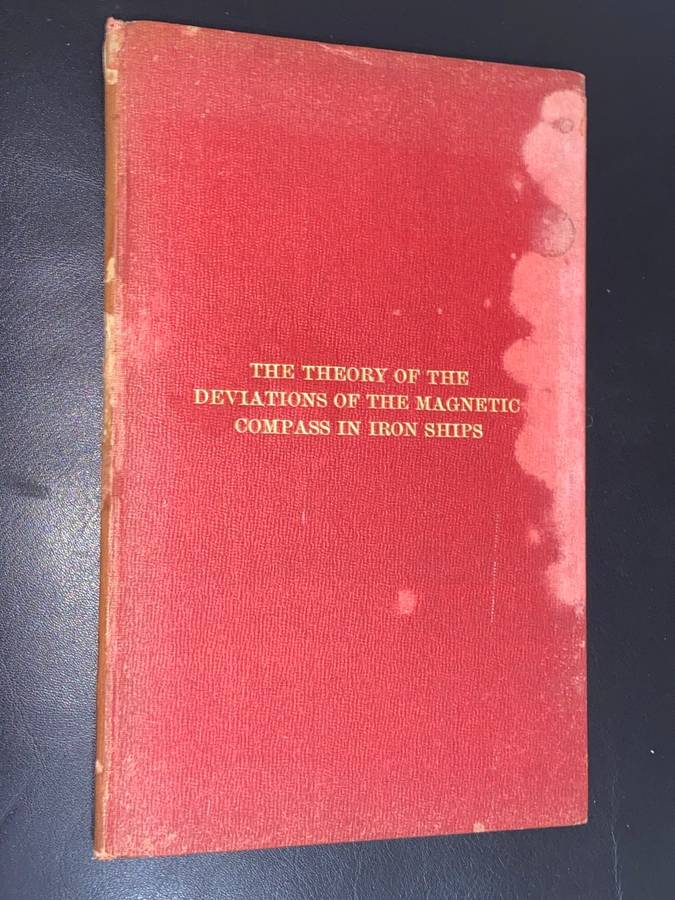 THE THEORY OF THE
DEVIATIONS OF THE MAGNETIC
COMPASS IN IRON SHIPS